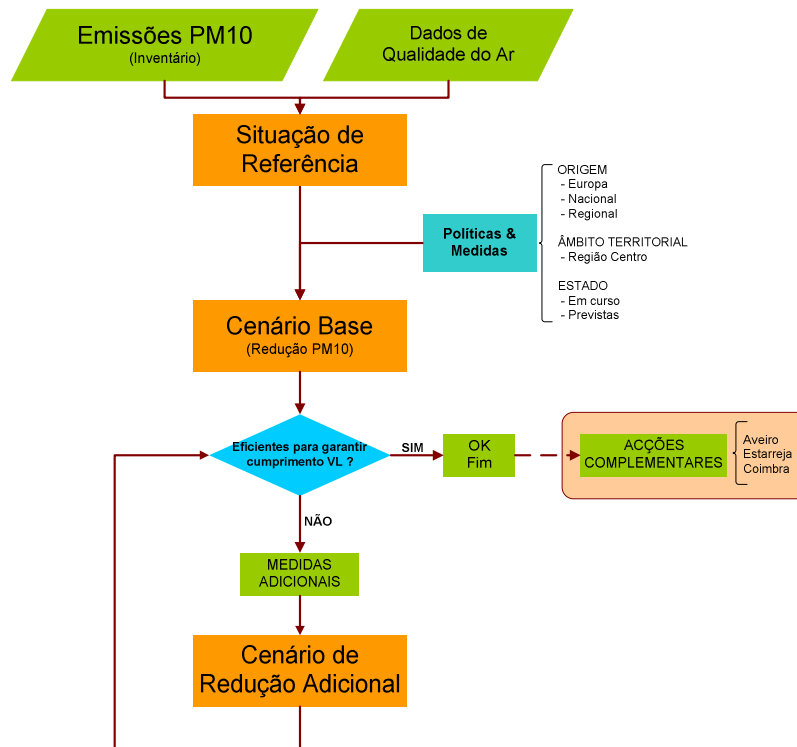 Emissões PM10
(Inventário)
Dados de
Qualidade do Ar
Situação de
Referência
Políticas &
Medidas
ORIGEM
- Europa
- Nacional
- Regional
ÂMBITO TERRITORIAL
- Região Centro
ESTADO
- Em curso
- Previstas
Cenário Base
(Redução PM10)
Eficientes para garantir
cumprimento VL ?
SIM
OK
Fim
ACÇÕES
COMPLEMENTARES
Aveiro
Estarreja
Coimbra
NÃO
MEDIDAS
ADICIONAIS
Cenário de
Redução Adicional